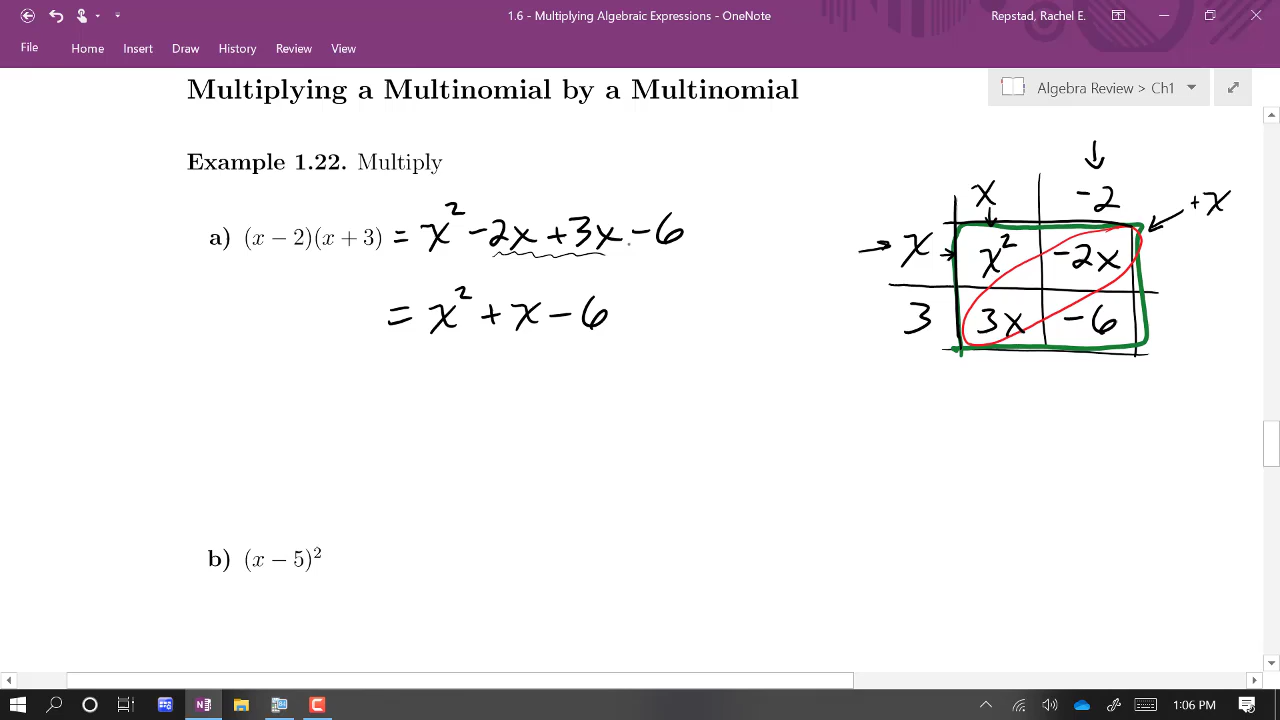 1.6 - Multiplying Algebraic Expressions - OneNote
Repstad, Rachel E.
File Home Insert Draw History Review View
Multiplying a Multinomial by a Multinomial
Algebra Review > Ch1
Example 1.22. Multiply
a) (x − 2)(x + 3) = x² - 2x + 3x - 6
= x² + x - 6
x -2 +x
x x² -2x
3 3x -6
b) (x − 5)²
1:06 PM